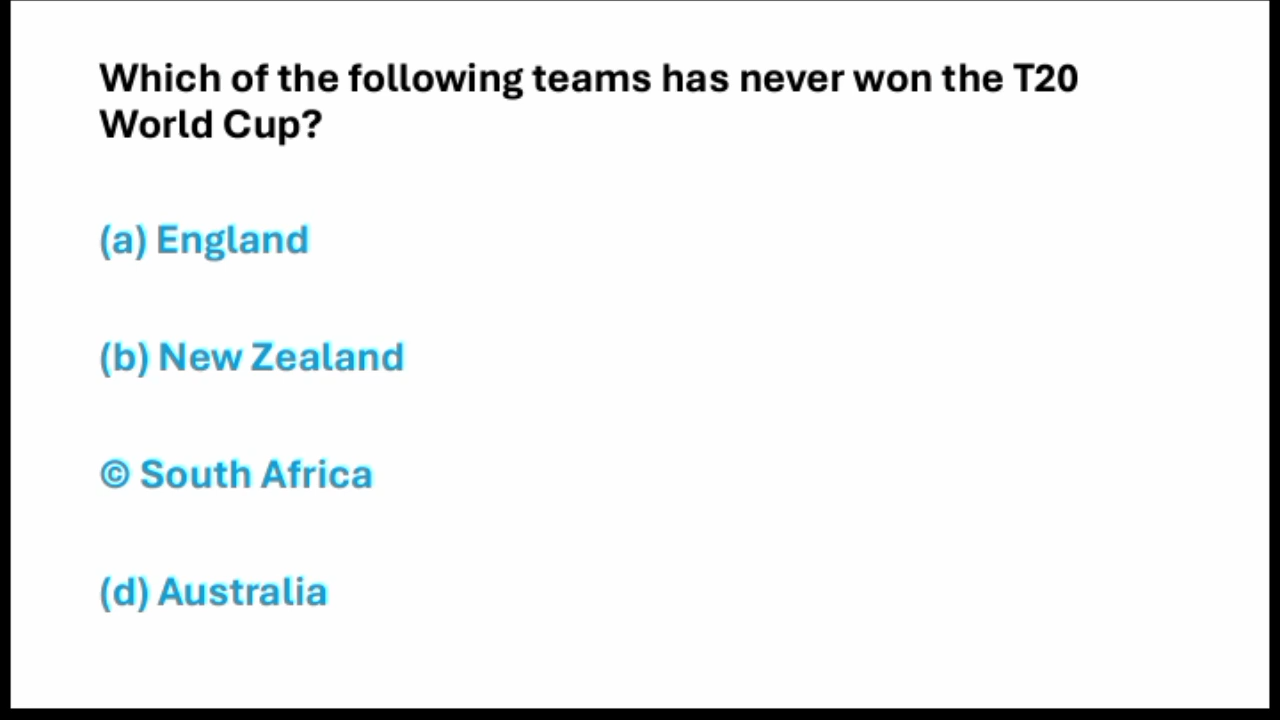 Which of the following teams has never won the T20
World Cup?
(a) England
(b) New Zealand
© South Africa
(d) Australia